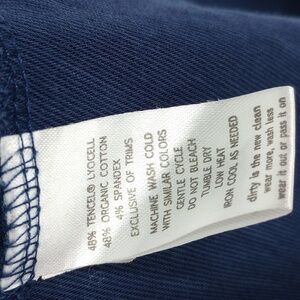 48% TENCEL® LYOCELL
48% ORGANIC COTTON
4% SPANDEX
EXCLUSIVE OF TRIMS
MACHINE WASH COLD
WITH SIMILAR COLORS
GENTLE CYCLE
DO NOT BLEACH
TUMBLE DRY
LOW HEAT
IRON COOL AS NEEDED
dirty is the new clean
wear more, wash less
wear it out or pass it on